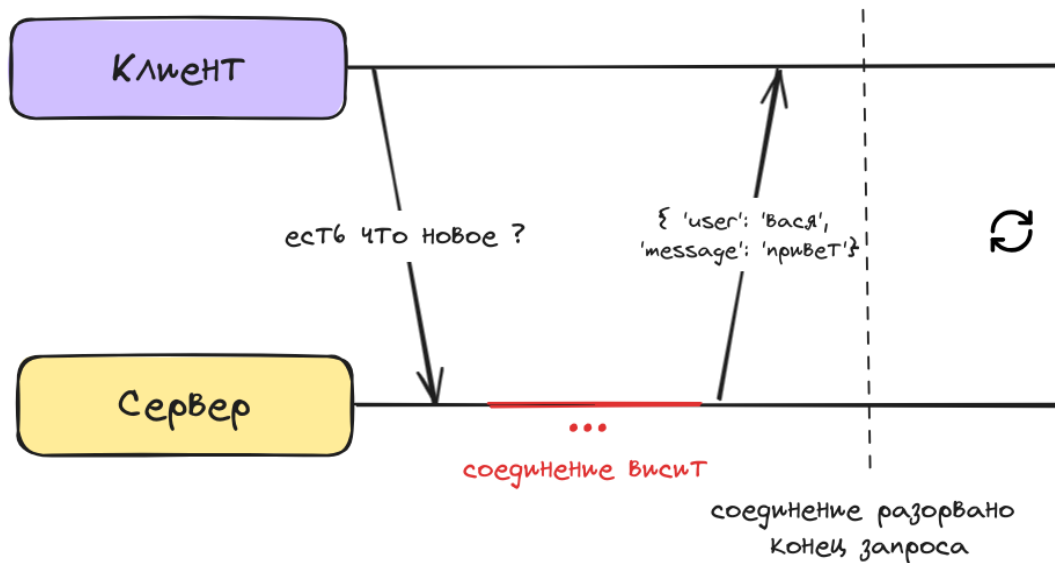 Клиент
есть что новое ?
{ 'user': 'Вася',
'message': 'привет'}
Сервер
...
соединение висит
соединение разорвано
конец запроса